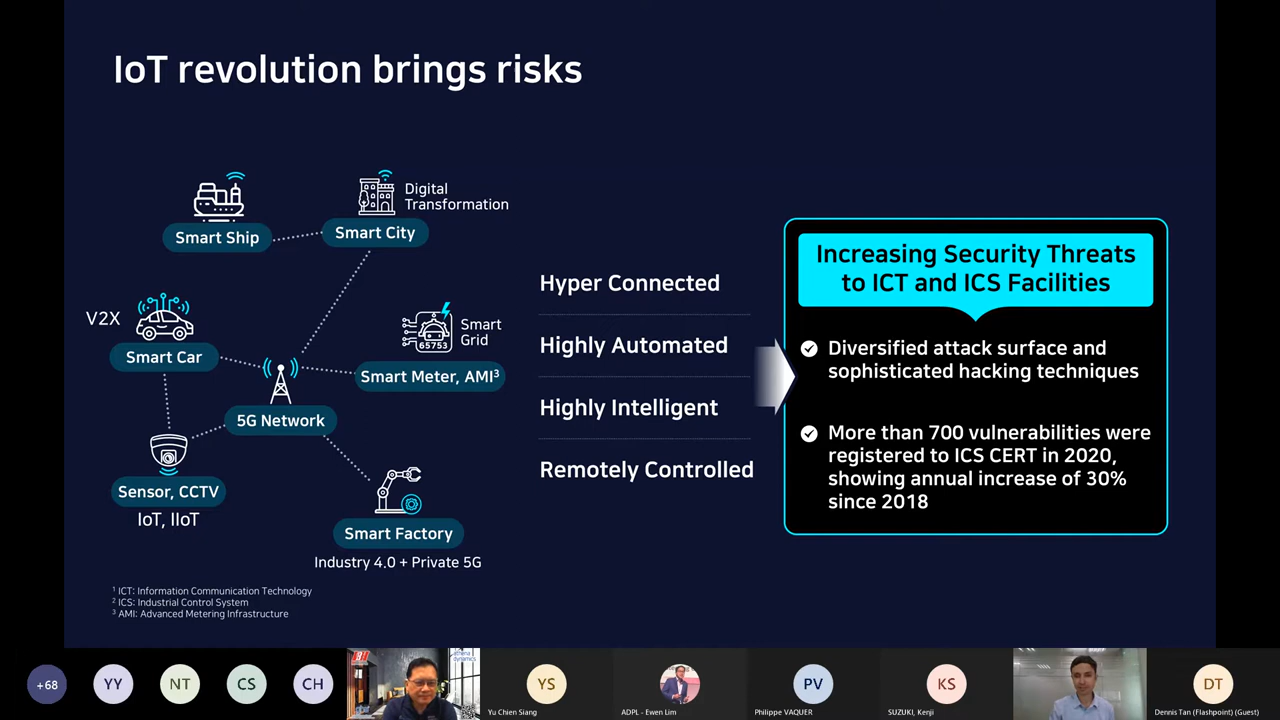 IoT revolution brings risks
Digital
Transformation
Smart Ship
Smart City
V2X
Smart Car
65753
Smart
Grid
Smart Meter, AMI³
5G Network
Sensor, CCTV
IoT, IIoT
Smart Factory
Industry 4.0 + Private 5G
Hyper Connected
Highly Automated
Highly Intelligent
Remotely Controlled
Increasing Security Threats
to ICT and ICS Facilities
Diversified attack surface and
sophisticated hacking techniques
More than 700 vulnerabilities were
registered to ICS CERT in 2020,
showing annual increase of 30%
since 2018
¹ ICT: Information Communication Technology
² ICS: Industrial Control System
³ AMI: Advanced Metering Infrastructure
+68
YY
NT
CS
CH
athena
dynamics
YS
Yu Chien Siang
ADPL - Ewen Lim
PV
Philippe VAQUER
KS
SUZUKI, Kenji
DT
Dennis Tan (Flashpoint) (Guest)